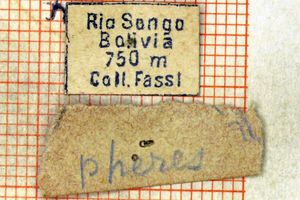 Rio Songo
Bolivia
750 m
Coll. Fassl
pheres